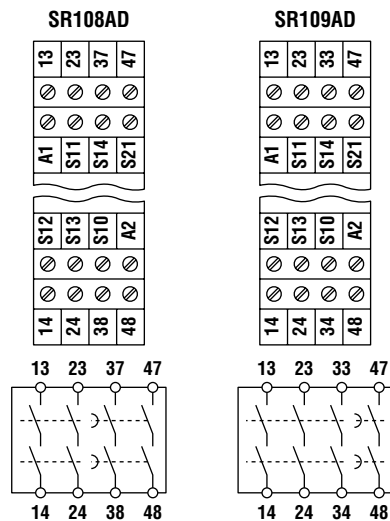 SR108AD
13 23 37 47
A1 S11 S14 S21
S12 S13 S10 A2
14 24 38 48
13 23 37 47
14 24 38 48
SR109AD
13 23 33 47
A1 S11 S14 S21
S12 S13 S10 A2
14 24 34 48
13 23 33 47
14 24 34 48